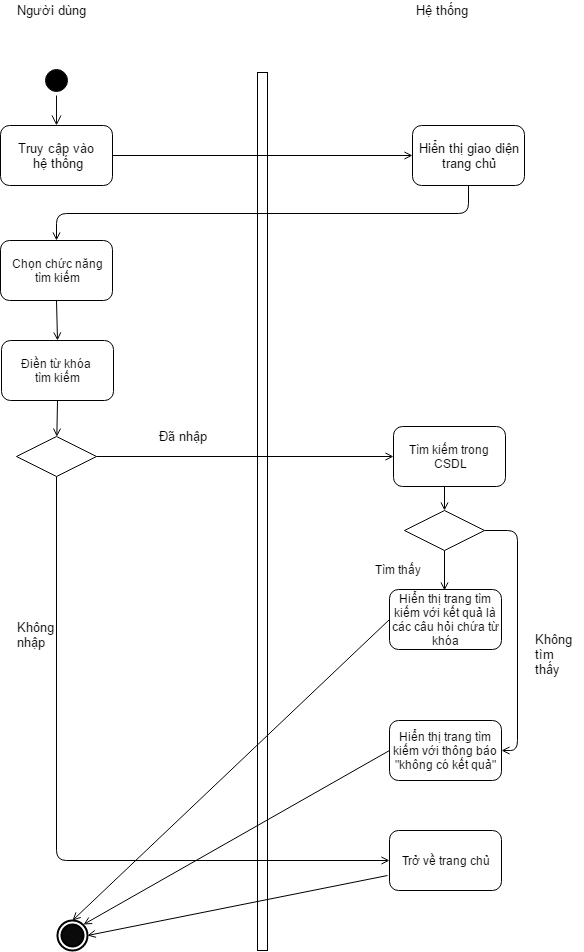 Người dùng
Hệ thống
Truy cập vào
hệ thống
Hiển thị giao diện
trang chủ
Chọn chức năng
tìm kiếm
Điền từ khóa
tìm kiếm
Đã nhập
Tìm kiếm trong
CSDL
Tìm thấy
Hiển thị trang tìm
kiếm với kết quả là
các câu hỏi chứa từ
khóa
Không
nhập
Không
tìm
thấy
Hiển thị trang tìm
kiếm với thông báo
"không có kết quả"
Trở về trang chủ